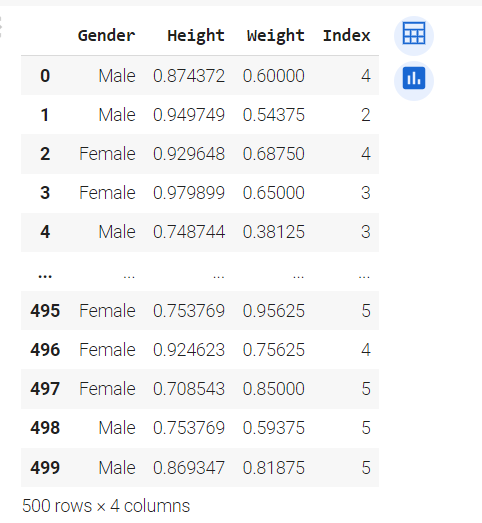 Gender Height Weight Index
0 Male 0.874372 0.60000 4
1 Male 0.949749 0.54375 2
2 Female 0.929648 0.68750 4
3 Female 0.979899 0.65000 3
4 Male 0.748744 0.38125 3
... ... ... ... ...
495 Female 0.753769 0.95625 5
496 Female 0.924623 0.75625 4
497 Female 0.708543 0.85000 5
498 Male 0.753769 0.59375 5
499 Male 0.869347 0.81875 5
500 rows × 4 columns